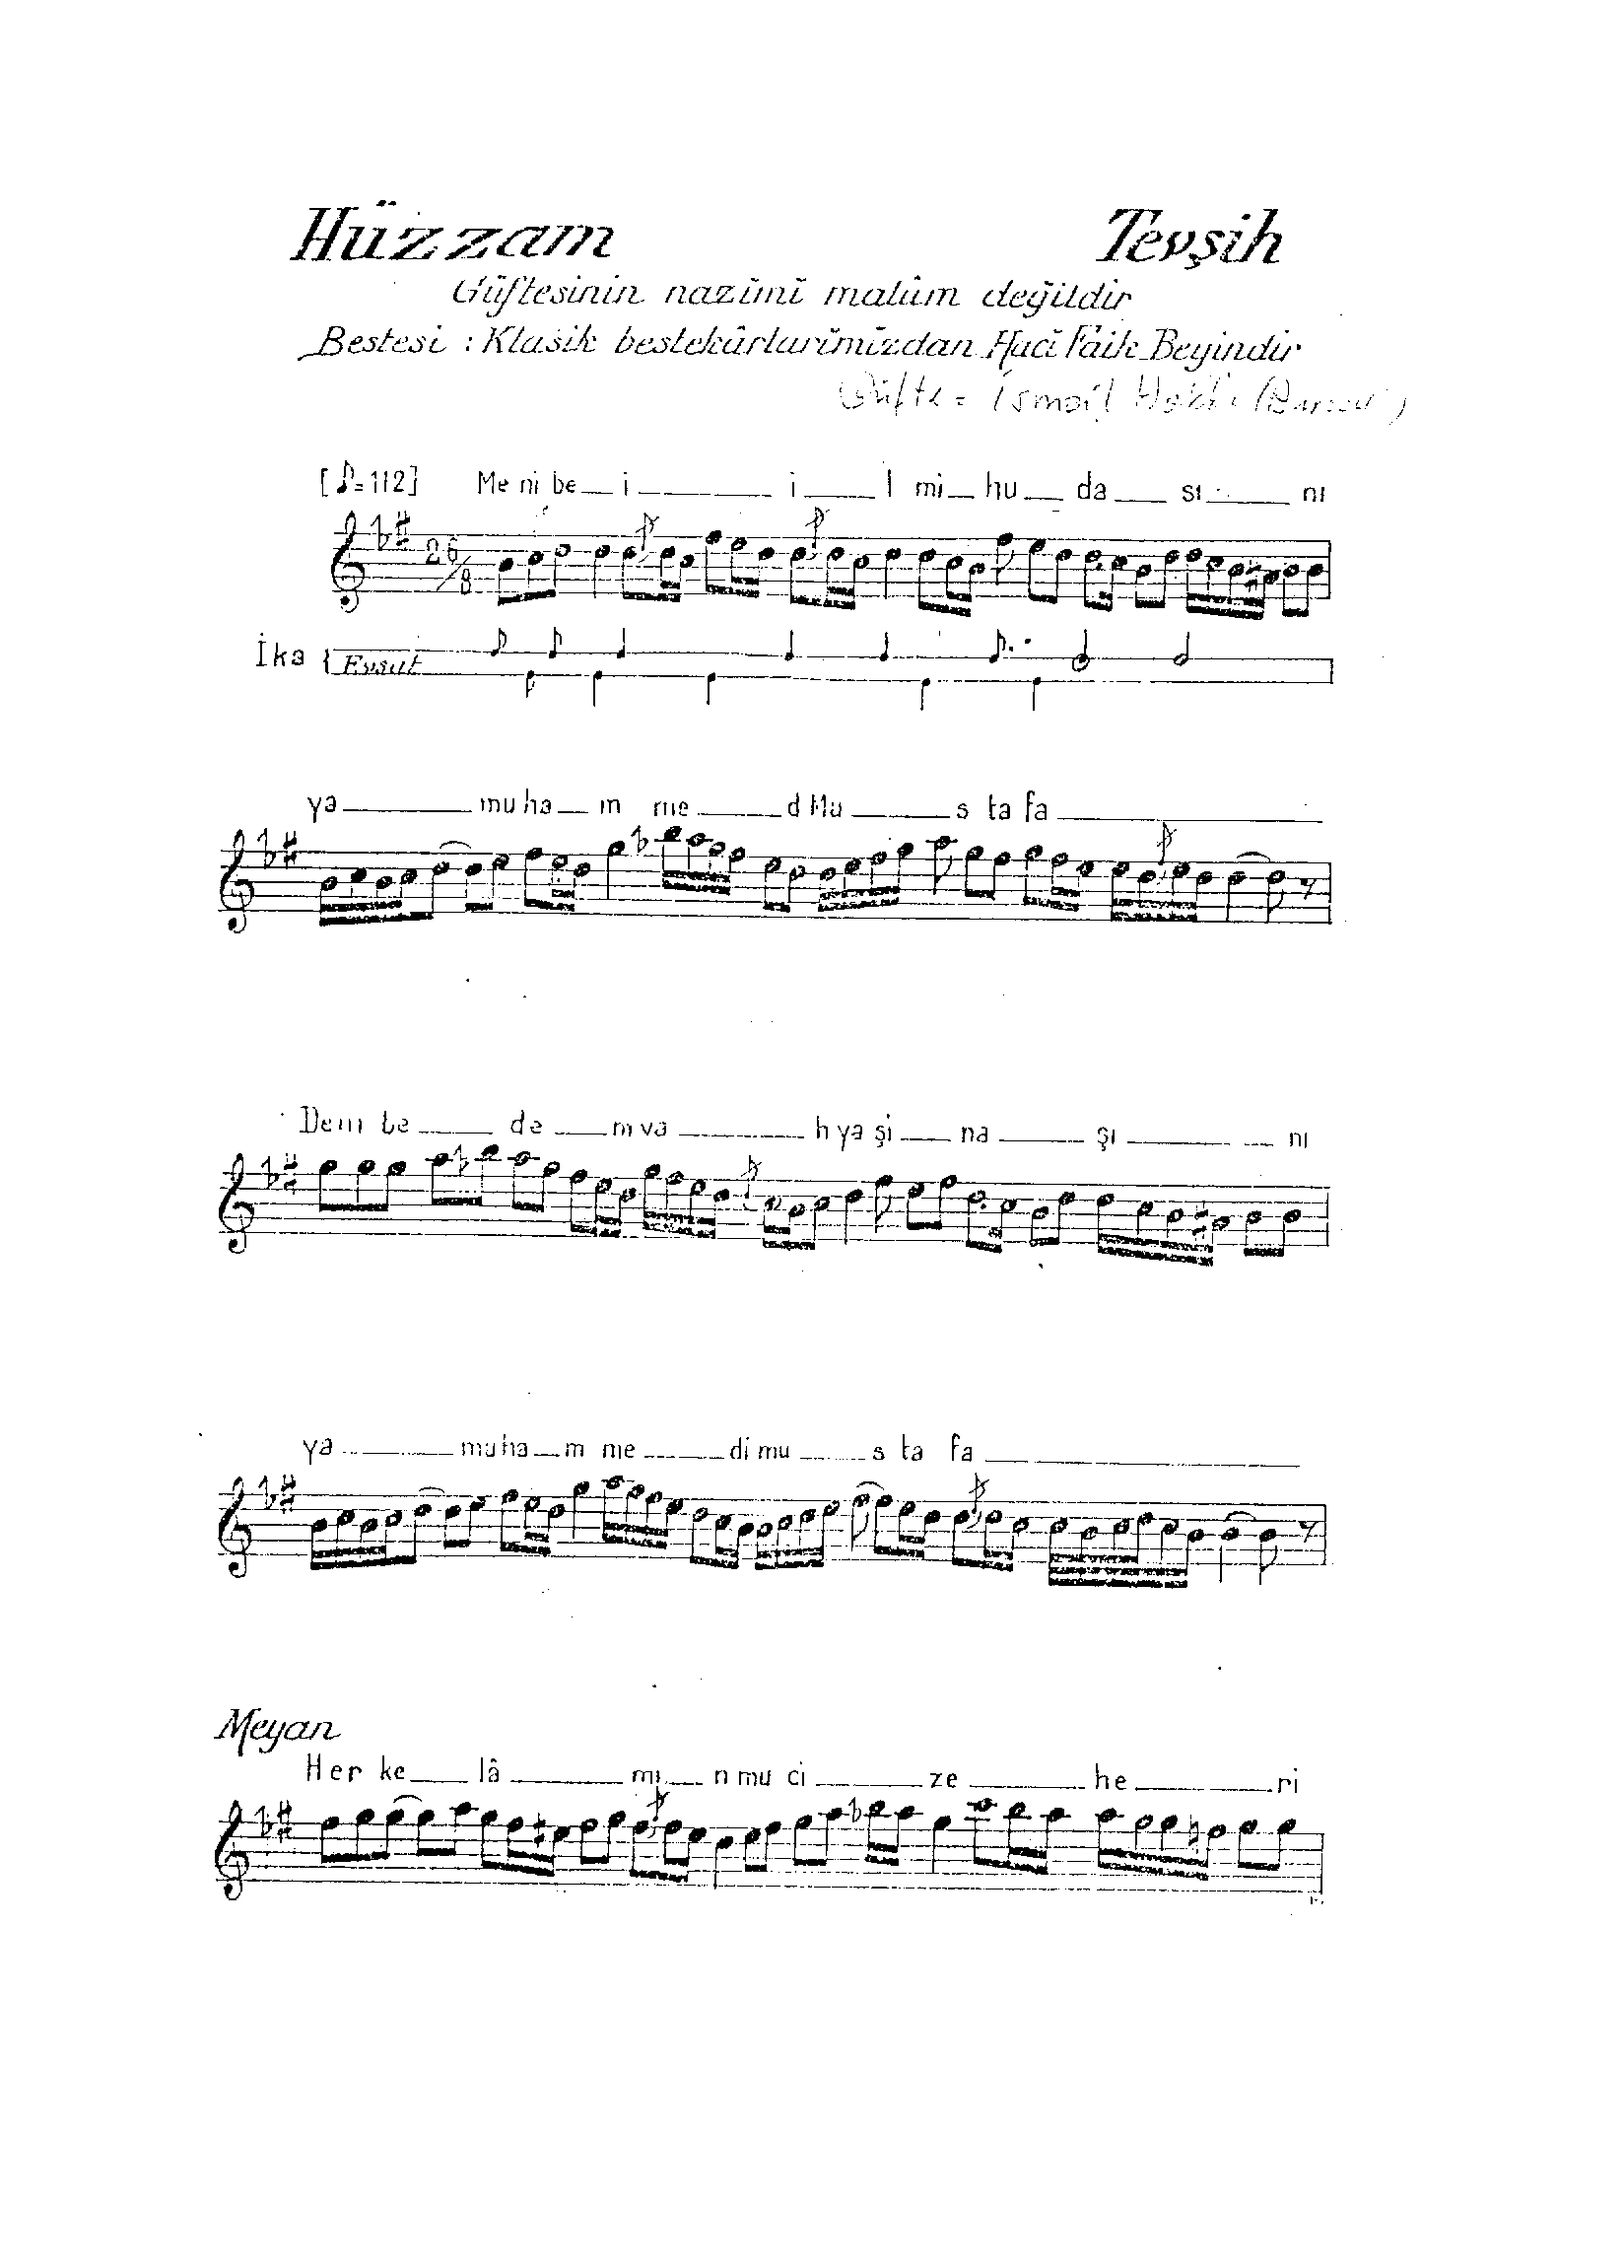 Hüzzam Tevşih
Güftesinin nazımı malûm değildir
Bestesi : Klasik bestekârlarımızdan Hacı Faik Beyindir
Güfte = İsmail Hakkı
[♪=112] Me ni be i i l mi hu da sı nı
26/8
İka Evsat
ya mu ha m me d Mu s ta fa
Dem be de m va h ya şi na şı nı
ya mu ha m me di mu s ta fa
Meyan
Her ke lâ mı n mu ci ze he ri